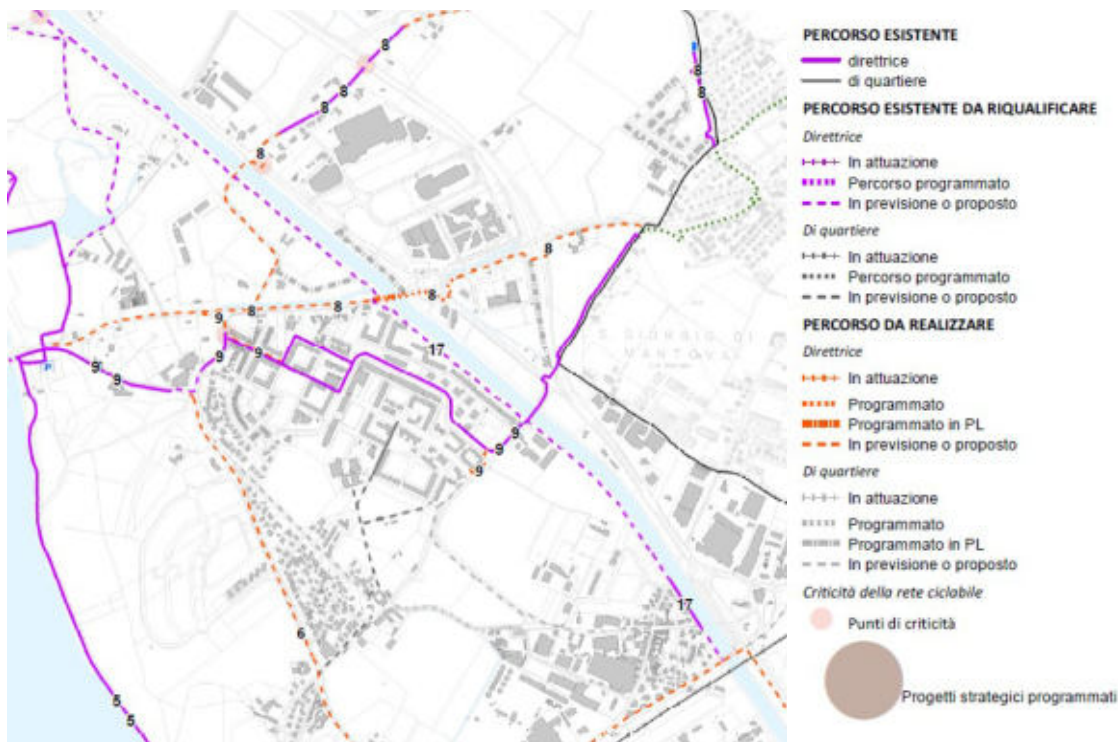 8
8
8
8
8
8
8
8
8
8
8
9
9
9
9
9
9
9
9
17
17
6
5
5
P
S. GIORGIO
MANTOV
PERCORSO ESISTENTE
direttrice
di quartiere
PERCORSO ESISTENTE DA RIQUALIFICARE
Direttrice
In attuazione
Percorso programmato
In previsione o proposto
Di quartiere
In attuazione
Percorso programmato
In previsione o proposto
PERCORSO DA REALIZZARE
Direttrice
In attuazione
Programmato
Programmato in PL
In previsione o proposto
Di quartiere
In attuazione
Programmato
Programmato in PL
In previsione o proposto
Criticità della rete ciclabile
Punti di criticità
Progetti strategici programmati